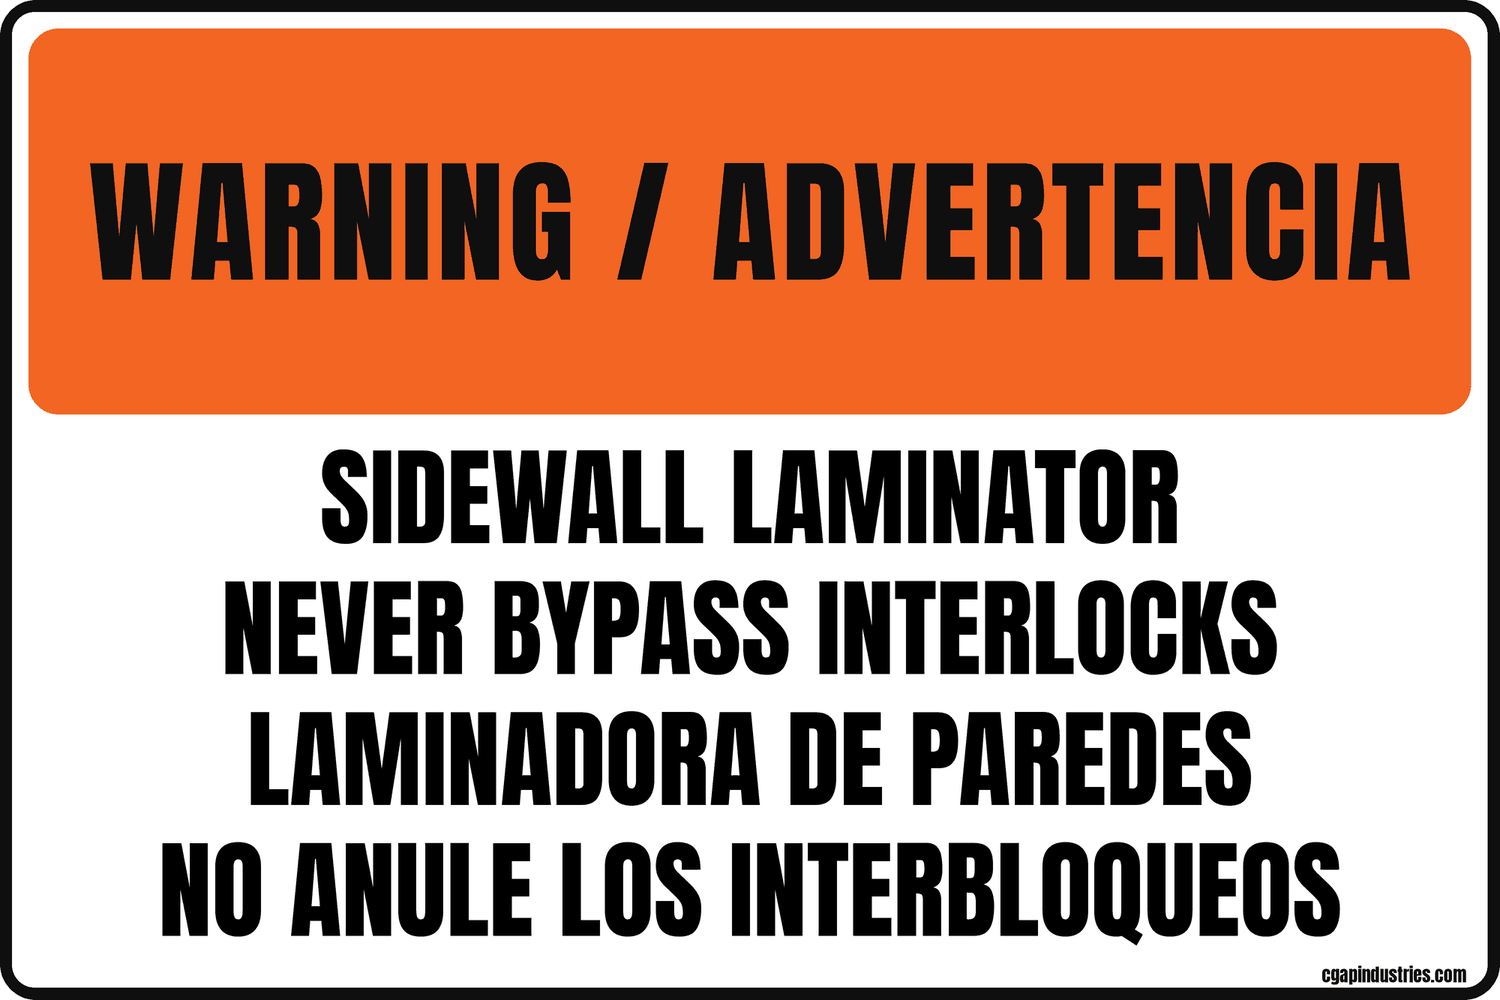 WARNING / ADVERTENCIA
SIDEWALL LAMINATOR
NEVER BYPASS INTERLOCKS
LAMINADORA DE PAREDES
NO ANULE LOS INTERBLOQUEOS
cgapindustries.com